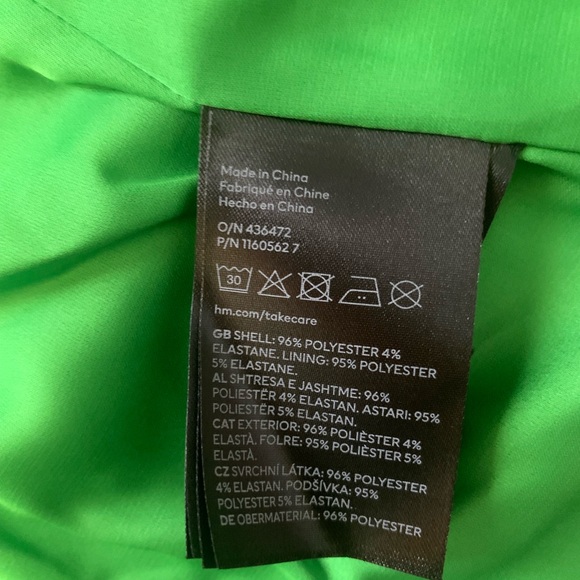 Made in China
Fabriqué en Chine
Hecho en China
O/N 436472
P/N 1160562 7
30
hm.com/takecare
GB SHELL: 96% POLYESTER 4%
ELASTANE. LINING: 95% POLYESTER
5% ELASTANE.
AL SHTRESA E JASHTME: 96%
POLIESTËR 4% ELASTAN. ASTARI: 95%
POLIESTËR 5% ELASTAN.
CAT EXTERIOR: 96% POLIÈSTER 4%
ELASTÀ. FOLRE: 95% POLIÈSTER 5%
ELASTÀ.
CZ SVRCHNÍ LÁTKA: 96% POLYESTER
4% ELASTAN. PODŠÍVKA: 95%
POLYESTER 5% ELASTAN.
DE OBERMATERIAL: 96% POLYESTER